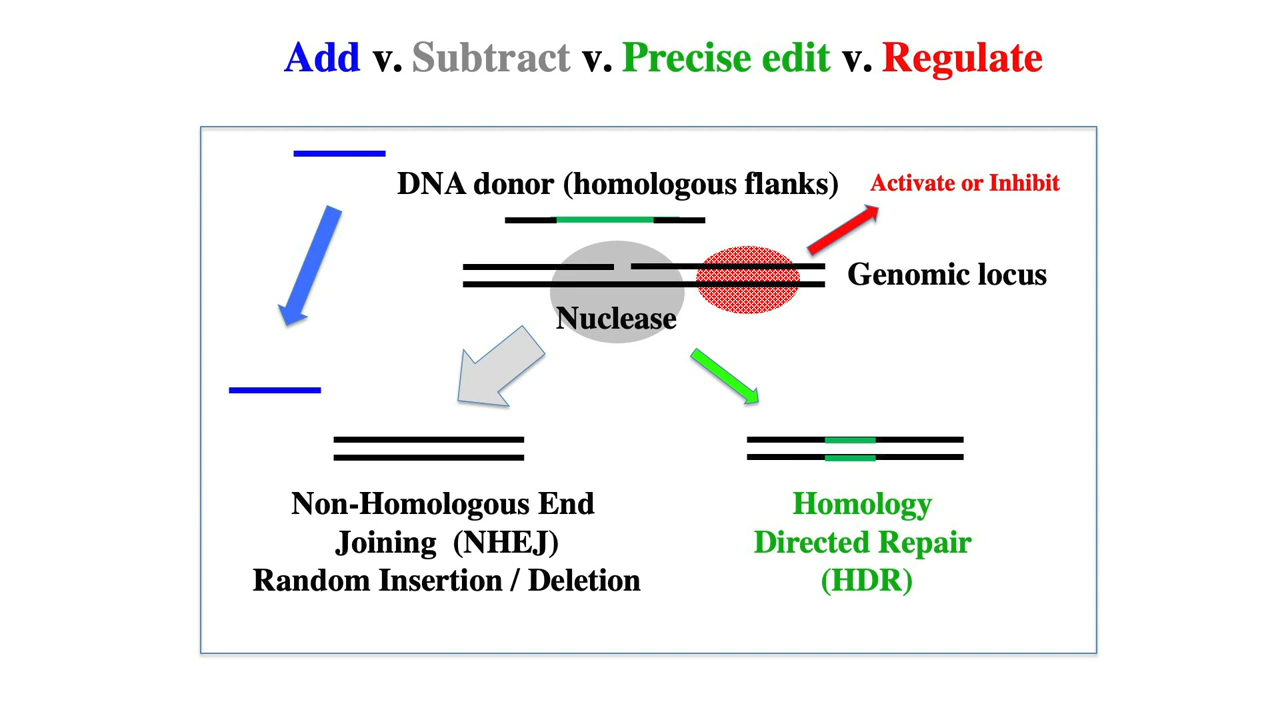 Add v. Subtract v. Precise edit v. Regulate
DNA donor (homologous flanks)
Activate or Inhibit
Genomic locus
Nuclease
Non-Homologous End
Joining (NHEJ)
Random Insertion / Deletion
Homology
Directed Repair
(HDR)